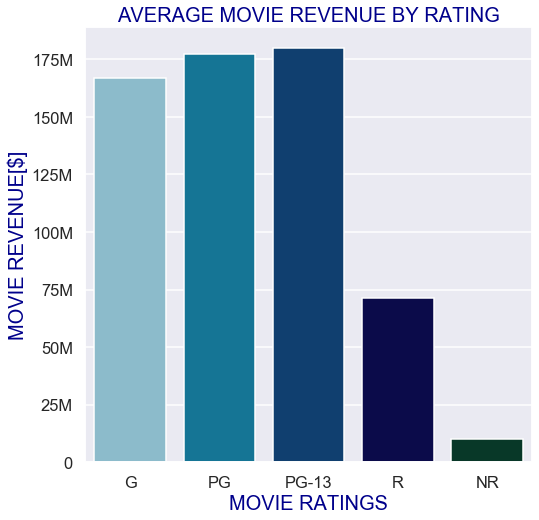 AVERAGE MOVIE REVENUE BY RATING
MOVIE REVENUE[$]
175M
150M
125M
100M
75M
50M
25M
0
G PG PG-13 R NR
MOVIE RATINGS